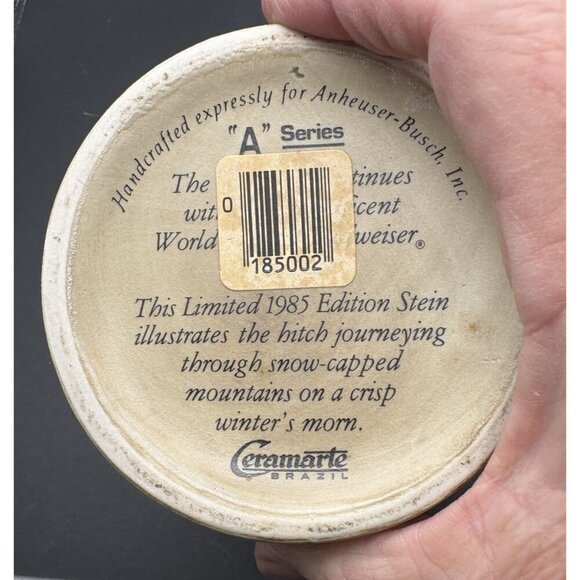 Handcrafted expressly for Anheuser-Busch, Inc.
"A" Series
The tinues
wit cent
World weiser®
0
185002
This Limited 1985 Edition Stein
illustrates the hitch journeying
through snow-capped
mountains on a crisp
winter's morn.
Ceramarte
BRAZIL